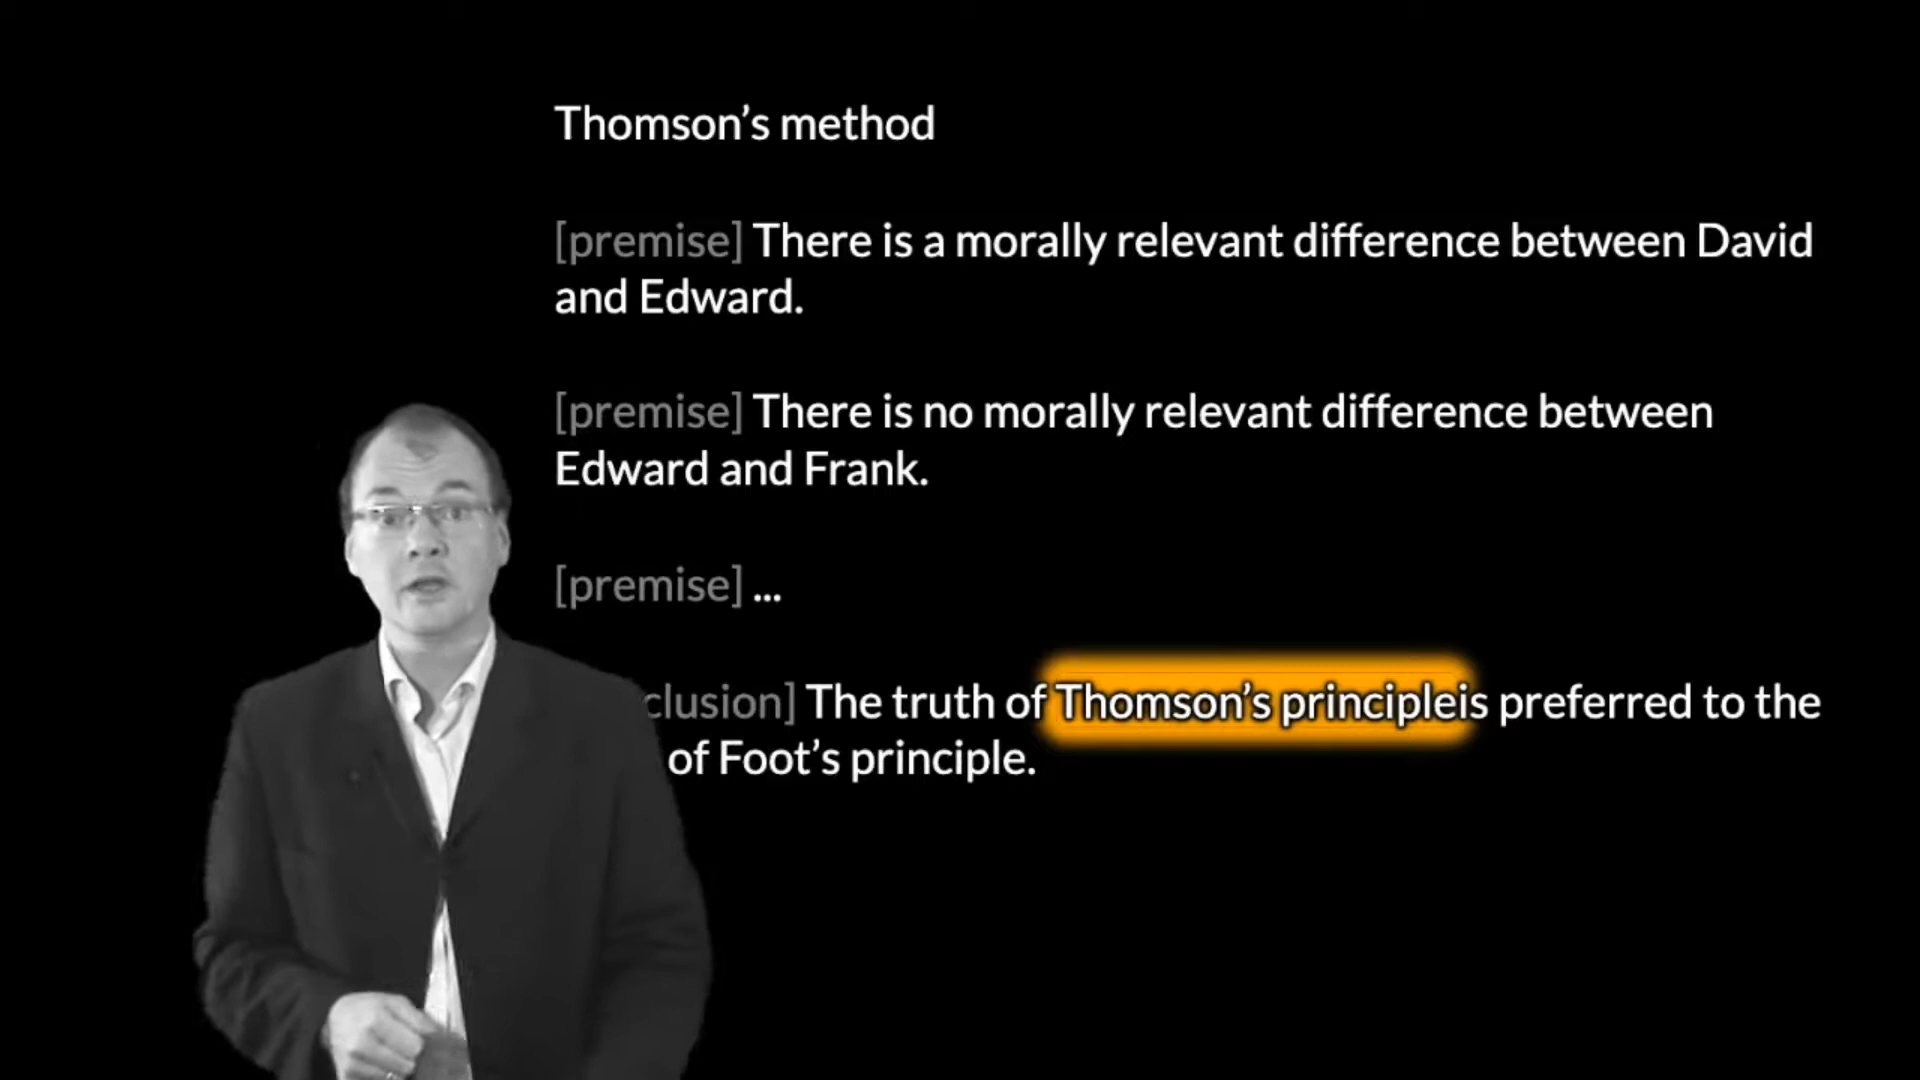 Thomson’s method
[premise] There is a morally relevant difference between David
and Edward.
[premise] There is no morally relevant difference between
Edward and Frank.
[premise] ...
clusion] The truth of Thomson’s principleis preferred to the
of Foot’s principle.